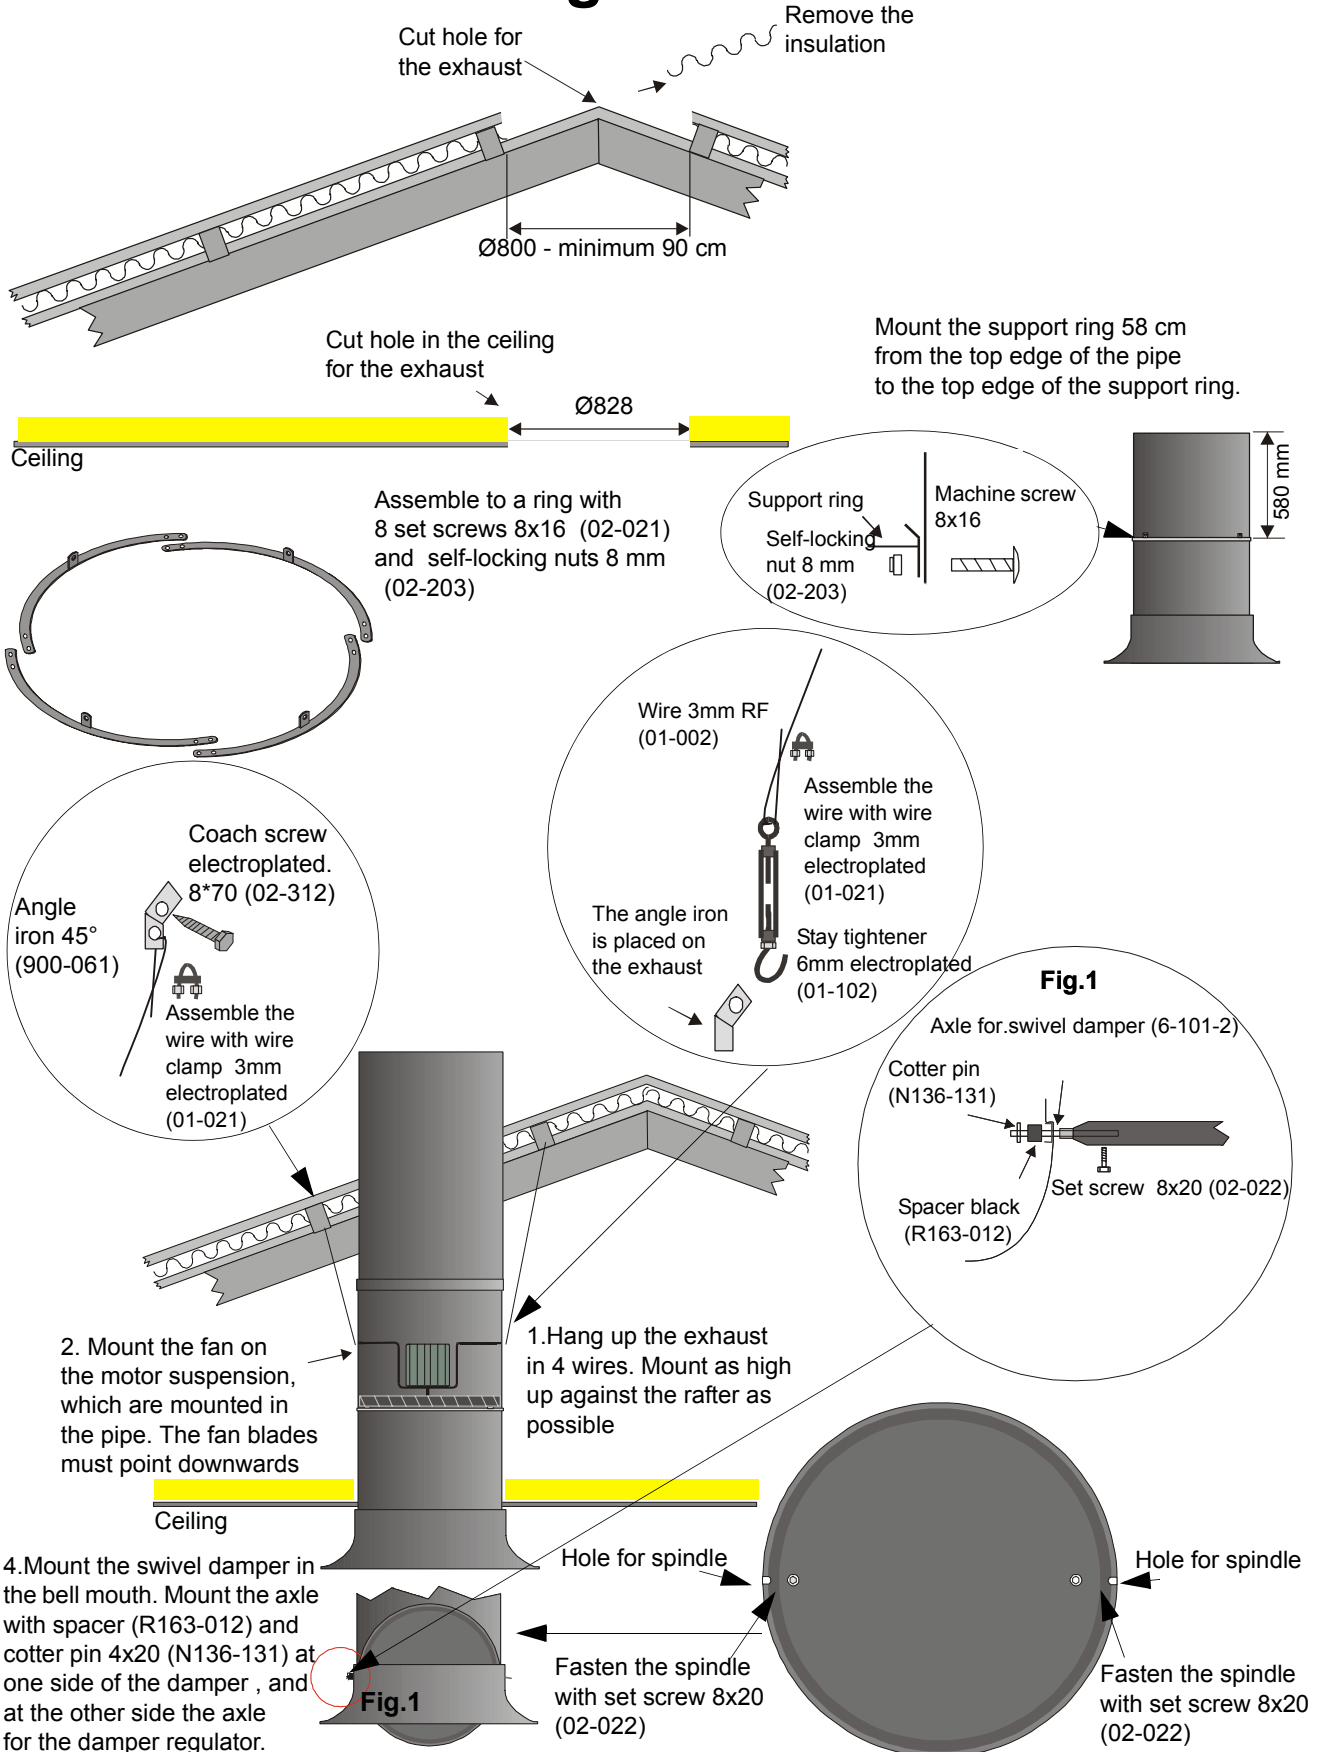 Cut hole for
the exhaust
Remove the
insulation
Ø800 - minimum 90 cm
Cut hole in the ceiling
for the exhaust
Ø828
Ceiling
Mount the support ring 58 cm
from the top edge of the pipe
to the top edge of the support ring.
580 mm
Support ring
Machine screw
8x16
Self-locking
nut 8 mm
(02-203)
Assemble to a ring with
8 set screws 8x16 (02-021)
and self-locking nuts 8 mm
(02-203)
Wire 3mm RF
(01-002)
Assemble the
wire with wire
clamp 3mm
electroplated
(01-021)
The angle iron
is placed on
the exhaust
Stay tightener
6mm electroplated
(01-102)
Coach screw
electroplated.
8*70 (02-312)
Angle
iron 45°
(900-061)
Assemble the
wire with wire
clamp 3mm
electroplated
(01-021)
Fig.1
Axle for.swivel damper (6-101-2)
Cotter pin
(N136-131)
Set screw 8x20 (02-022)
Spacer black
(R163-012)
1.Hang up the exhaust
in 4 wires. Mount as high
up against the rafter as
possible
2. Mount the fan on
the motor suspension,
which are mounted in
the pipe. The fan blades
must point downwards
Ceiling
4.Mount the swivel damper in
the bell mouth. Mount the axle
with spacer (R163-012) and
cotter pin 4x20 (N136-131) at
one side of the damper , and
at the other side the axle
for the damper regulator.
Fig.1
Hole for spindle
Hole for spindle
Fasten the spindle
with set screw 8x20
(02-022)
Fasten the spindle
with set screw 8x20
(02-022)